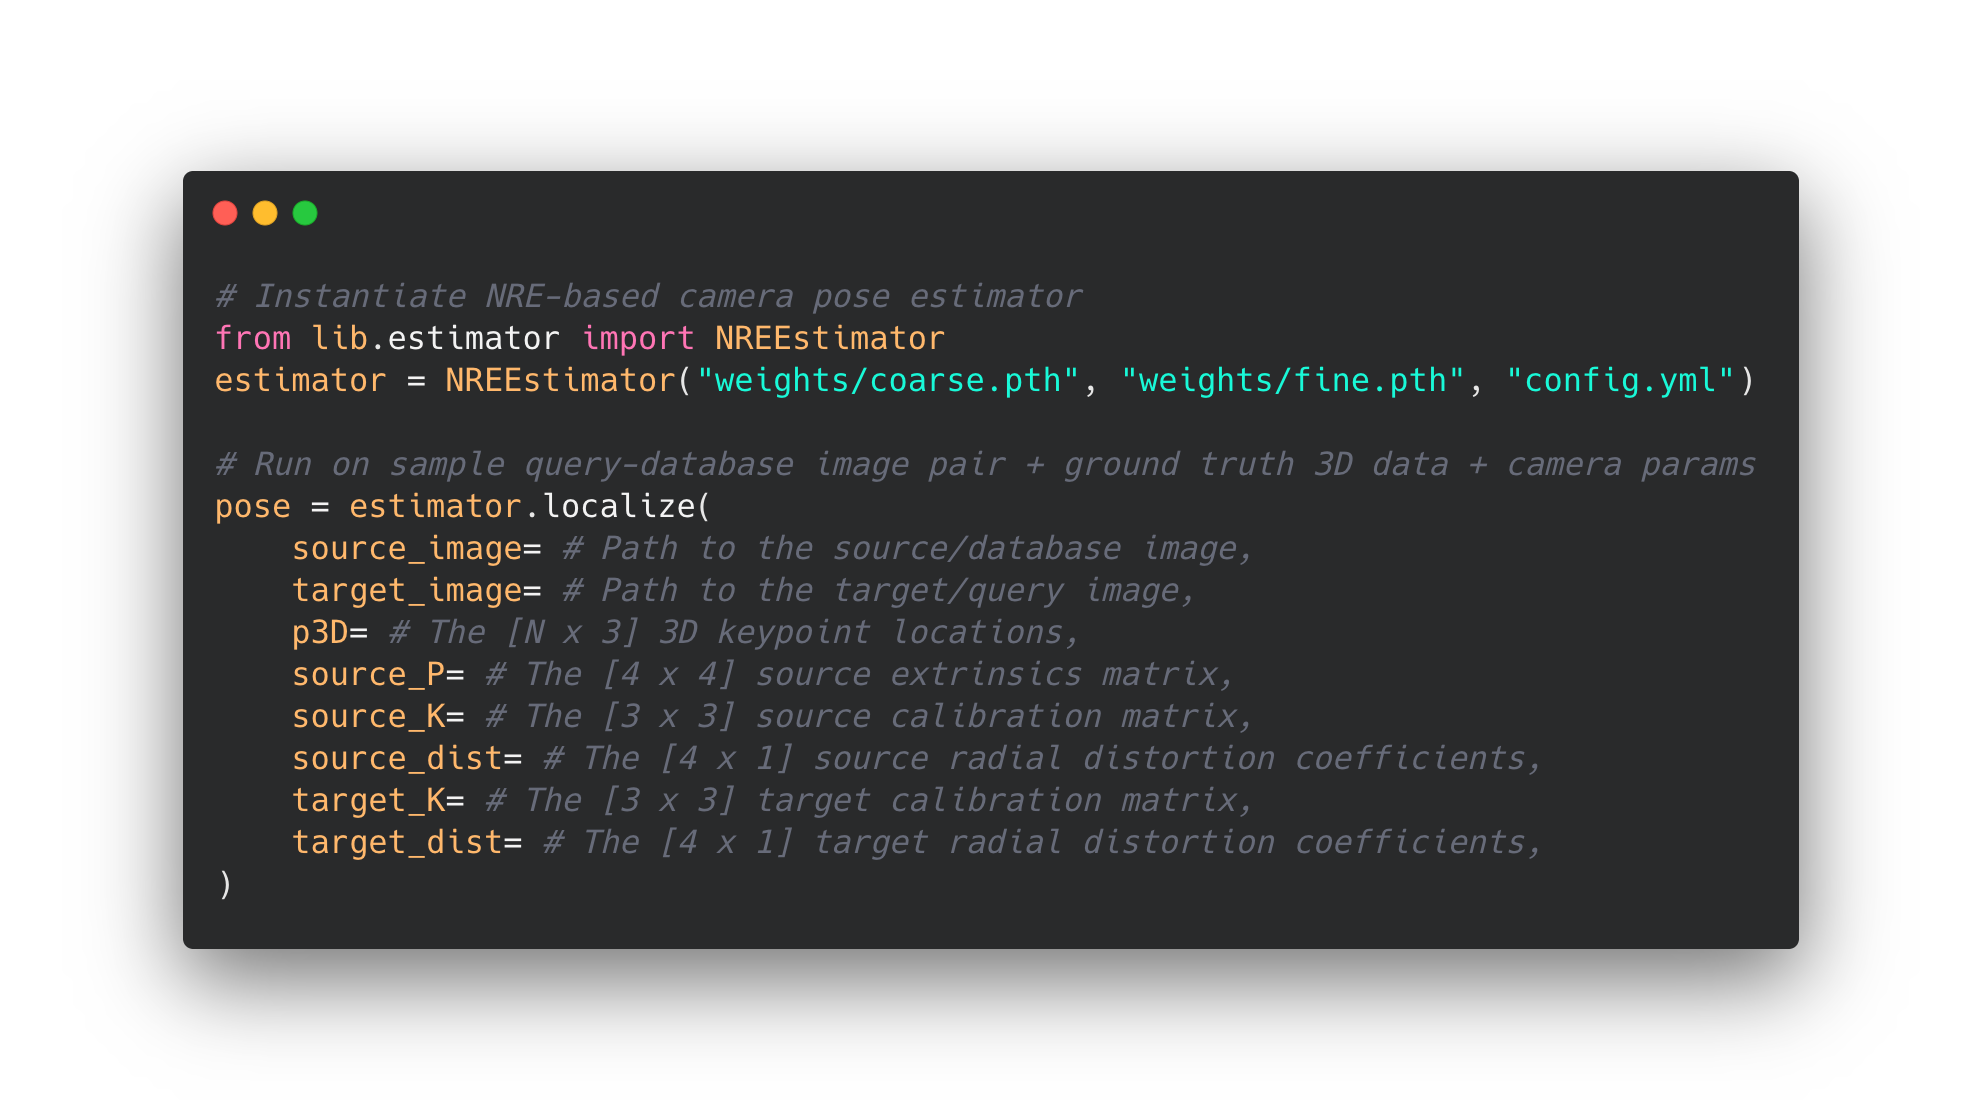 # Instantiate NRE-based camera pose estimator
from lib.estimator import NREEstimator
estimator = NREEstimator("weights/coarse.pth", "weights/fine.pth", "config.yml")
# Run on sample query-database image pair + ground truth 3D data + camera params
pose = estimator.localize(
    source_image= # Path to the source/database image,
    target_image= # Path to the target/query image,
    p3D= # The [N x 3] 3D keypoint locations,
    source_P= # The [4 x 4] source extrinsics matrix,
    source_K= # The [3 x 3] source calibration matrix,
    source_dist= # The [4 x 1] source radial distortion coefficients,
    target_K= # The [3 x 3] target calibration matrix,
    target_dist= # The [4 x 1] target radial distortion coefficients,
)